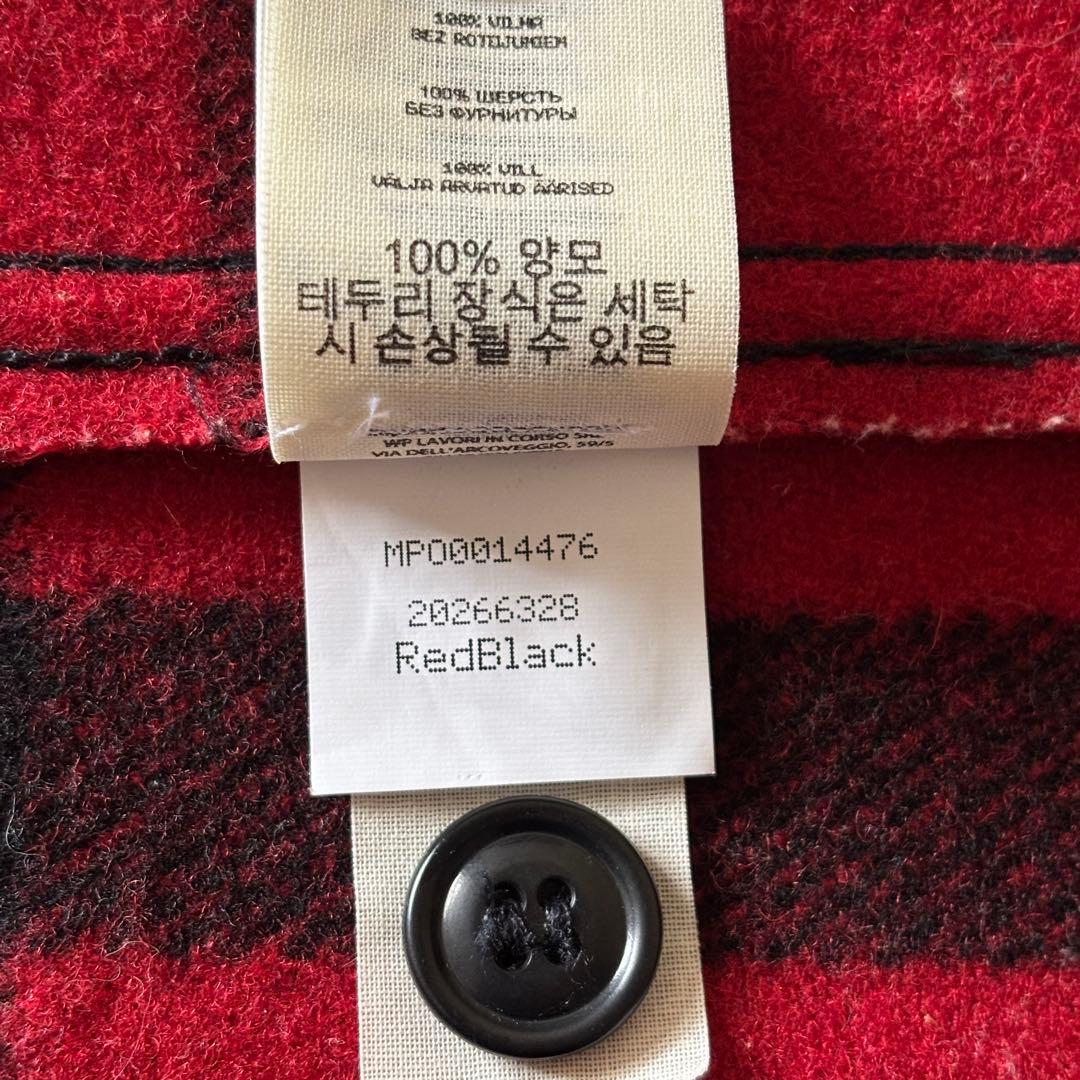 100% VILNA
BEZ ROTĀJUMIEM
100% ШЕРСТЬ
БЕЗ ФУРНИТУРЫ
100% VILL
VÄLJA ARVATUD ÄÄRISED
100% 양모
테두리 장식은 세탁
시 손상될 수 있음
WP LAVORI IN CORSO
VIA DELL'ARCOVEGGIO, 59/5
MPO0014476
20266328
RedBlack